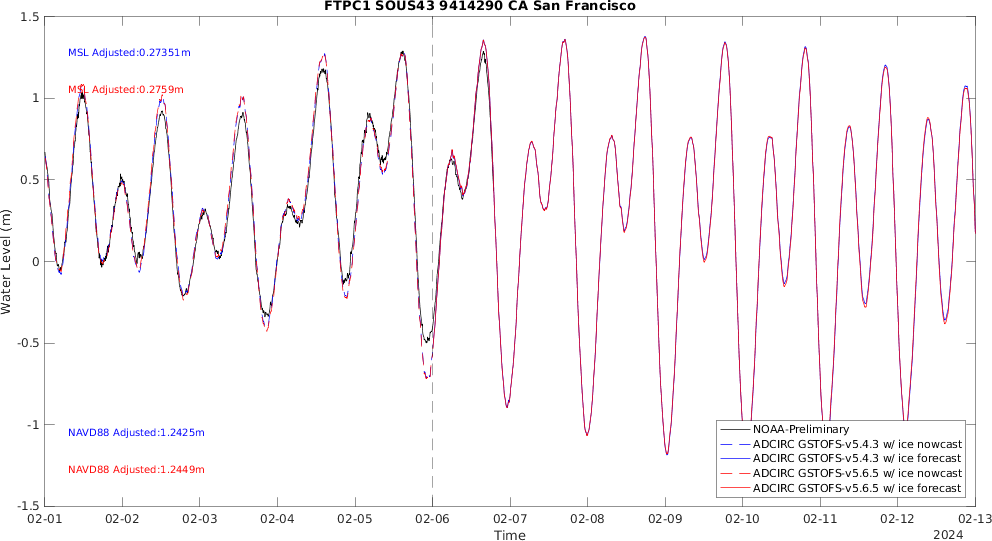 FTPC1 SOUS43 9414290 CA San Francisco
1.5
1
0.5
0
-0.5
-1
-1.5
Water Level (m)
MSL Adjusted:0.27351m
MSL Adjusted:0.2759m
NAVD88 Adjusted:1.2425m
NAVD88 Adjusted:1.2449m
NOAA-Preliminary
ADCIRC GSTOFS-v5.4.3 w/ ice nowcast
ADCIRC GSTOFS-v5.4.3 w/ ice forecast
ADCIRC GSTOFS-v5.6.5 w/ ice nowcast
ADCIRC GSTOFS-v5.6.5 w/ ice forecast
02-01 02-02 02-03 02-04 02-05 02-06 02-07 02-08 02-09 02-10 02-11 02-12 02-13
Time
2024